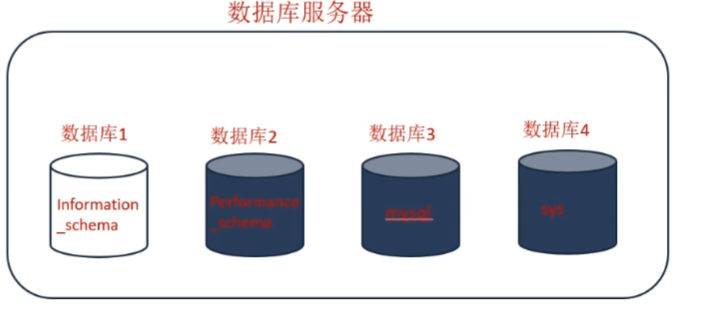 数据库服务器
数据库1
数据库2
数据库3
数据库4
Information
_schema
Performance
_schema
mysql
sys